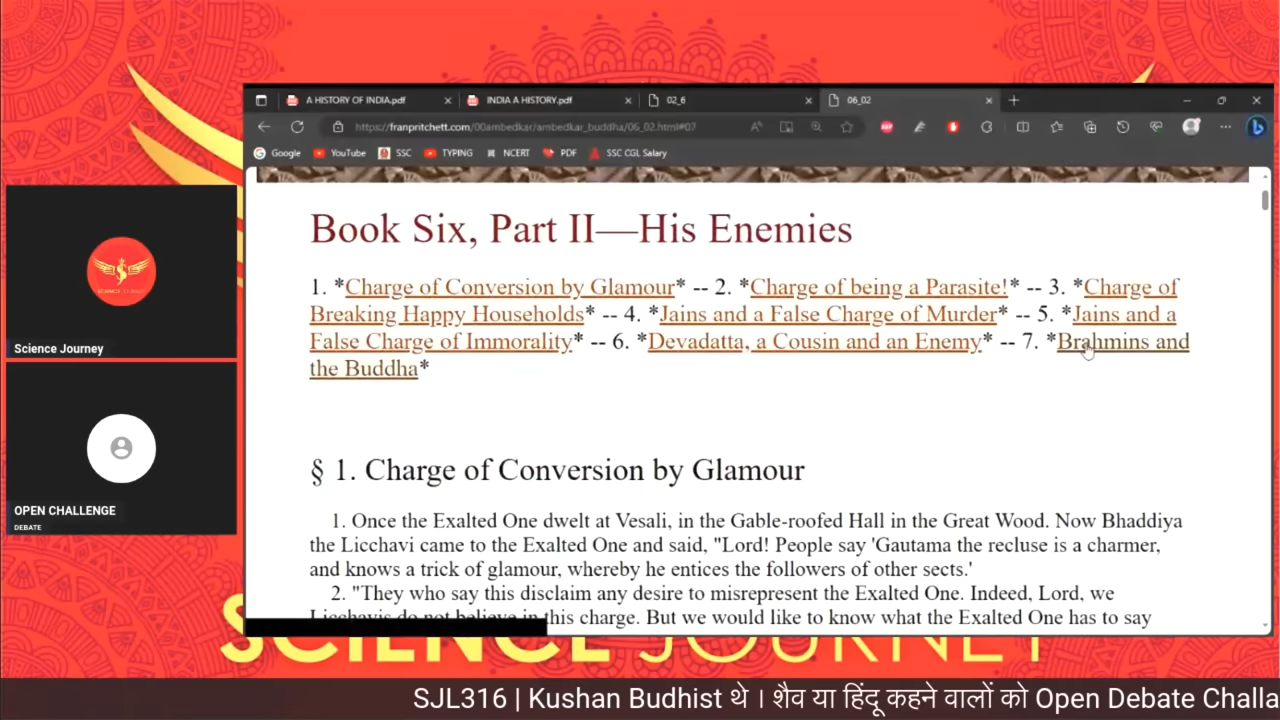 A HISTORY OF INDIA.pdf
INDIA A HISTORY.pdf
02_6
06_02
https://franpritchett.com/00ambedkar/ambedkar_buddha/06_02.html#07
Google YouTube SSC TYPING NCERT PDF SSC CGL Salary
Book Six, Part II—His Enemies
1. *Charge of Conversion by Glamour* -- 2. *Charge of being a Parasite!* -- 3. *Charge of
Breaking Happy Households* -- 4. *Jains and a False Charge of Murder* -- 5. *Jains and a
False Charge of Immorality* -- 6. *Devadatta, a Cousin and an Enemy* -- 7. *Brahmins and
the Buddha*
§ 1. Charge of Conversion by Glamour
1. Once the Exalted One dwelt at Vesali, in the Gable-roofed Hall in the Great Wood. Now Bhaddiya
the Licchavi came to the Exalted One and said, "Lord! People say 'Gautama the recluse is a charmer,
and knows a trick of glamour, whereby he entices the followers of other sects.'
2. "They who say this disclaim any desire to misrepresent the Exalted One. Indeed, Lord, we
Licchavis do not believe in this charge. But we would like to know what the Exalted One has to say
SCIENCE JOURNEY
Science Journey
OPEN CHALLENGE
DEBATE
SCIENCE JOURNEY
SJL316 | Kushan Budhist थे । शैव या हिंदू कहने वालों को Open Debate Challa